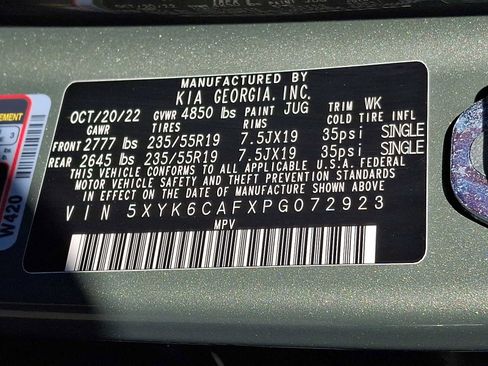 MANUFACTURED BY
KIA GEORGIA, INC.
OCT/20/22 GVWR 4850 lbs PAINT JUG TRIM WK
GAWR TIRES RIMS COLD TIRE INFL
FRONT 2777 lbs 235/55R19 7.5JX19 35psi SINGLE
REAR 2645 lbs 235/55R19 7.5JX19 35psi SINGLE
THIS VEHICLE CONFORMS TO ALL APPLICABLE U.S.A. FEDERAL
MOTOR VEHICLE SAFETY AND THEFT PREVENTION STANDARDS
IN EFFECT ON THE DATE OF MANUFACTURE SHOWN ABOVE.
VIN 5XYK6CAFXPG072923
MPV
W420
3